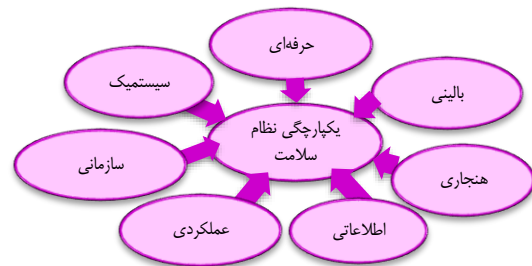 حرفه‌ای
سیستمیک
بالینی
یکپارچگی نظام
سلامت
سازمانی
هنجاری
عملکردی
اطلاعاتی